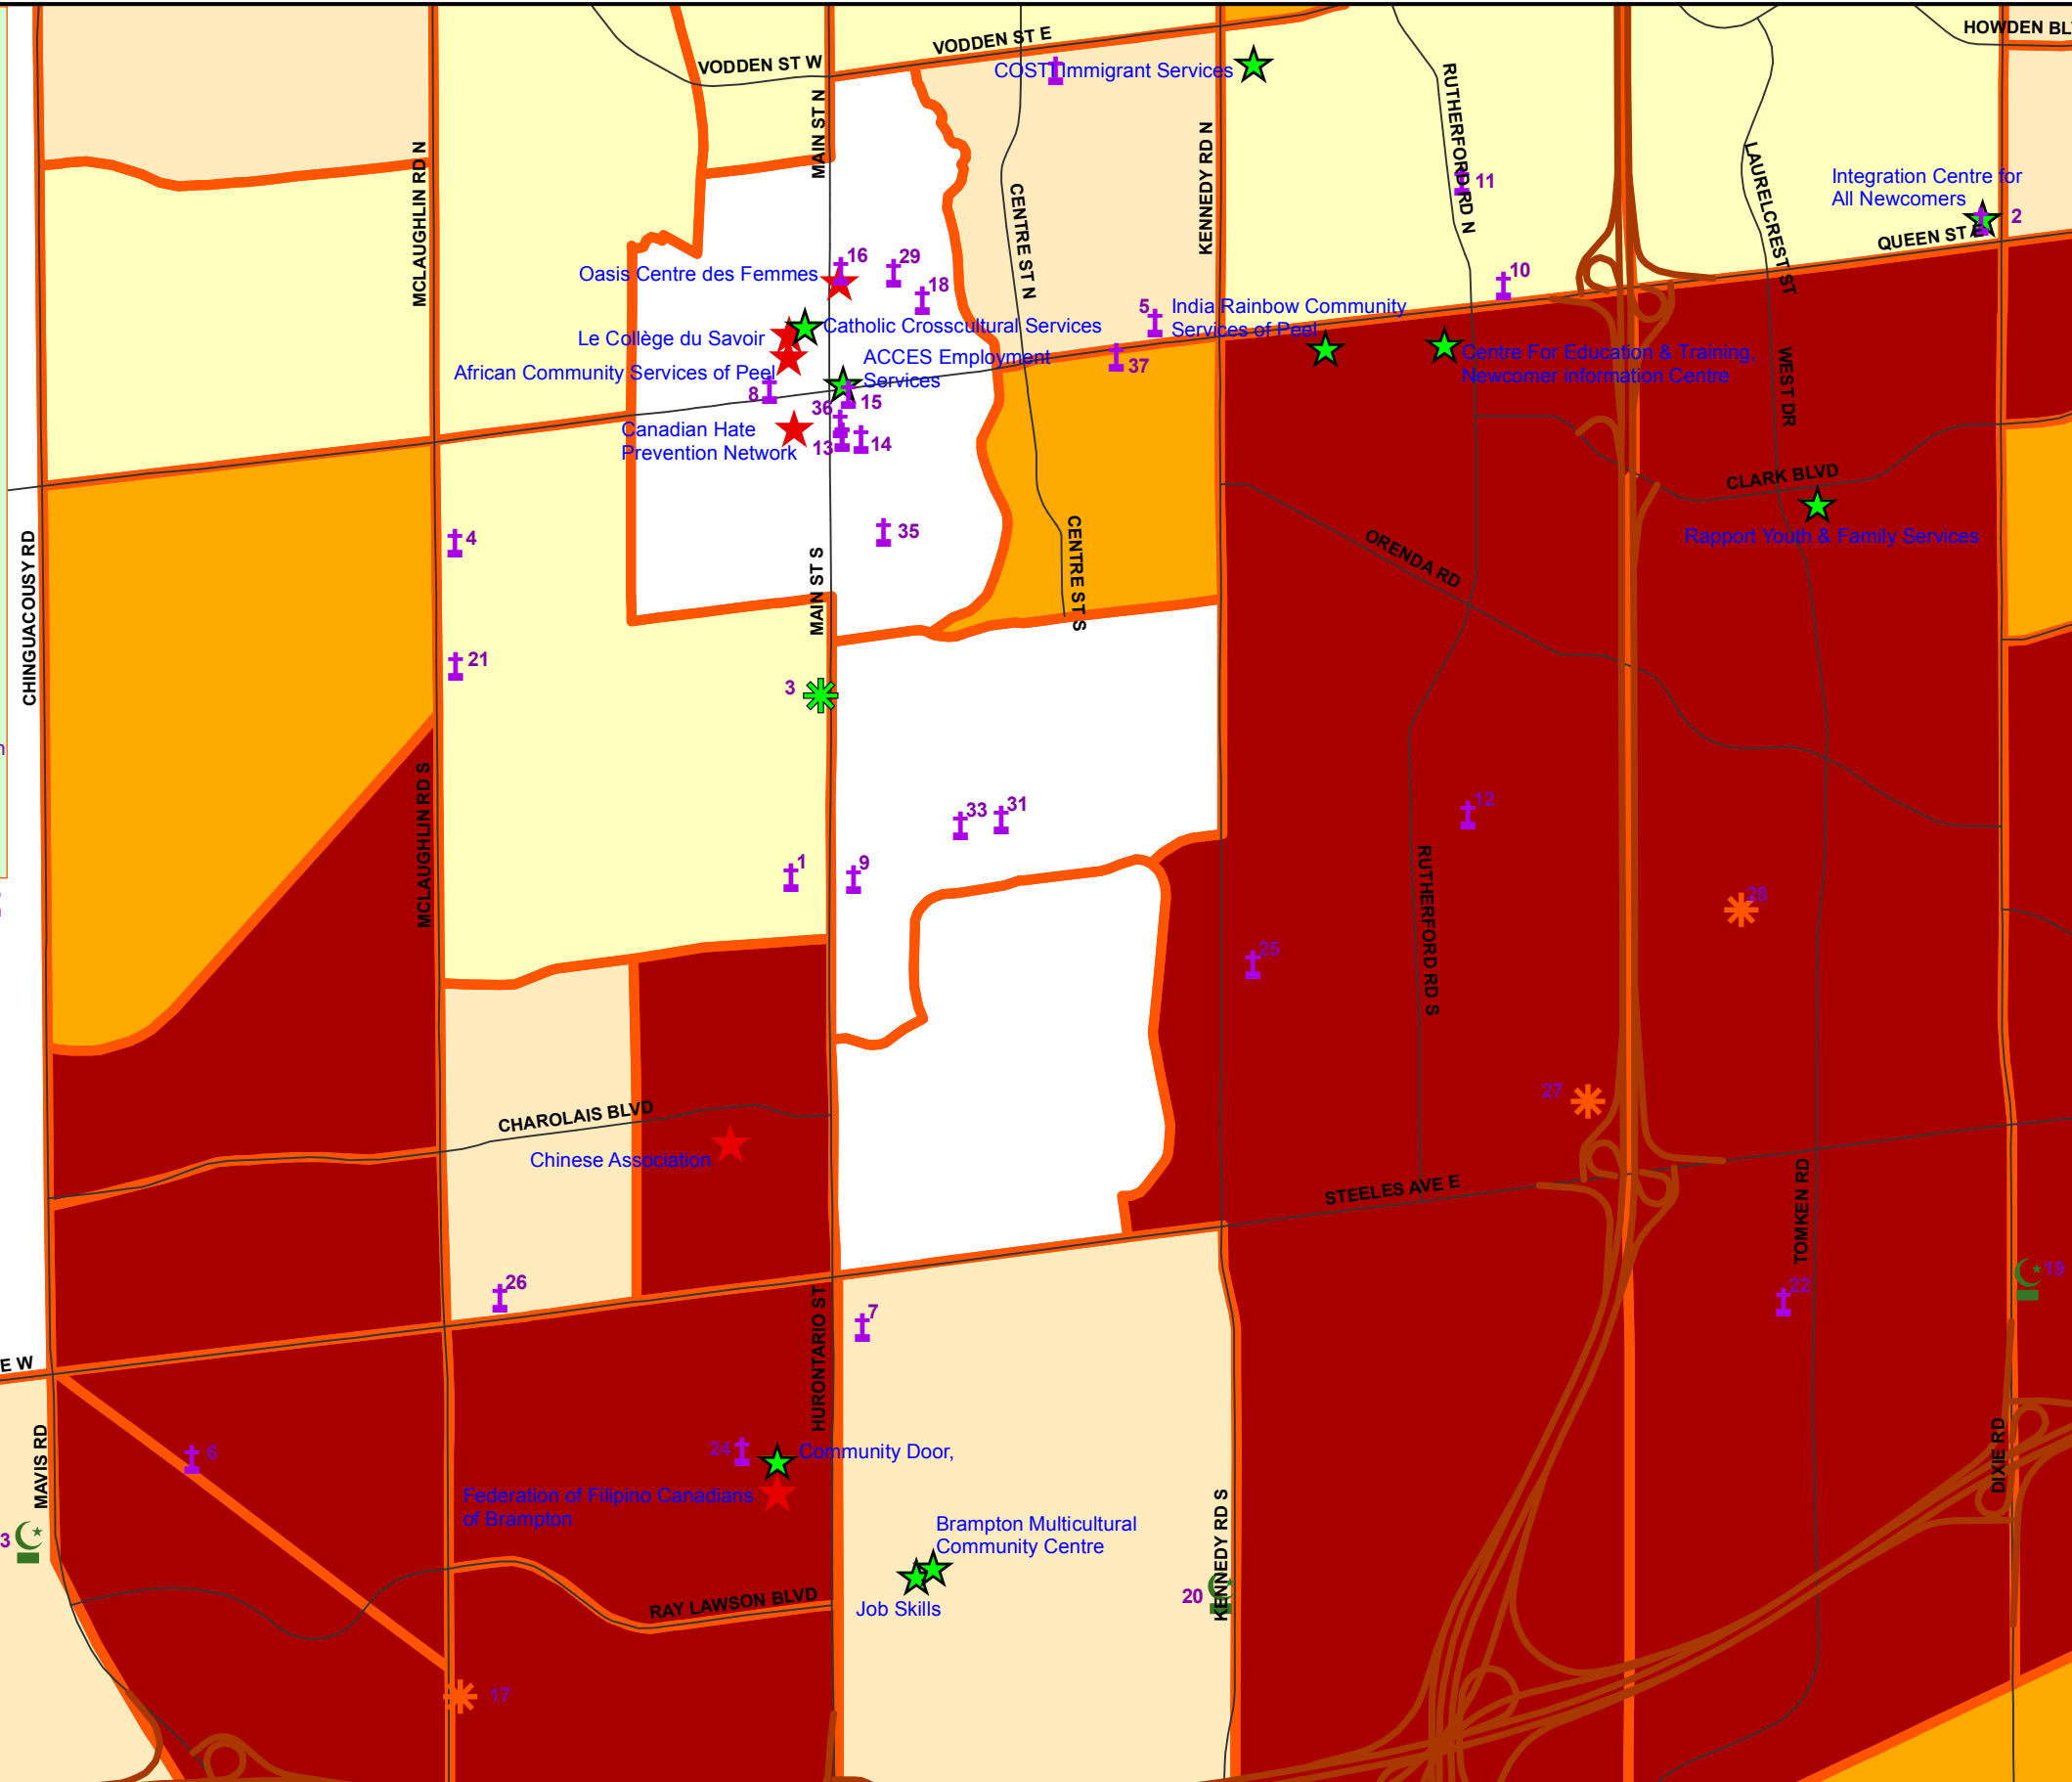 HOWDEN BL
VODDEN ST E
VODDEN ST W
COSTI Immigrant Services
MAIN ST N
RUTHERFORD RD N
KENNEDY RD N
MCLAUGHLIN RD N
LAURELCREST ST
11
Integration Centre for
All Newcomers
2
QUEEN ST E
CENTRE ST N
16
29
Oasis Centre des Femmes
18
10
5
India Rainbow Community
Services of Peel
Catholic Crosscultural Services
Le Collège du Savoir
ACCES Employment
Services
37
Centre For Education & Training,
Newcomer information Centre
WEST DR
African Community Services of Peel
8
15
36
Canadian Hate
Prevention Network
13
14
CLARK BLVD
Rapport Youth & Family Services
4
35
ORENDA RD
CENTRE ST S
MAIN ST S
CHINGUACOUSY RD
21
3
MCLAUGHLIN RD S
33
31
12
1
9
RUTHERFORD RD S
28
25
27
CHAROLAIS BLVD
Chinese Association
STEELES AVE E
TOMKEN RD
19
26
22
7
HURONTARIO ST
E W
MAVIS RD
6
24
Community Door,
DIXIE RD
Federation of Filipino Canadians
of Brampton
3
Brampton Multicultural
Community Centre
KENNEDY RD S
20
RAY LAWSON BLVD
Job Skills
17